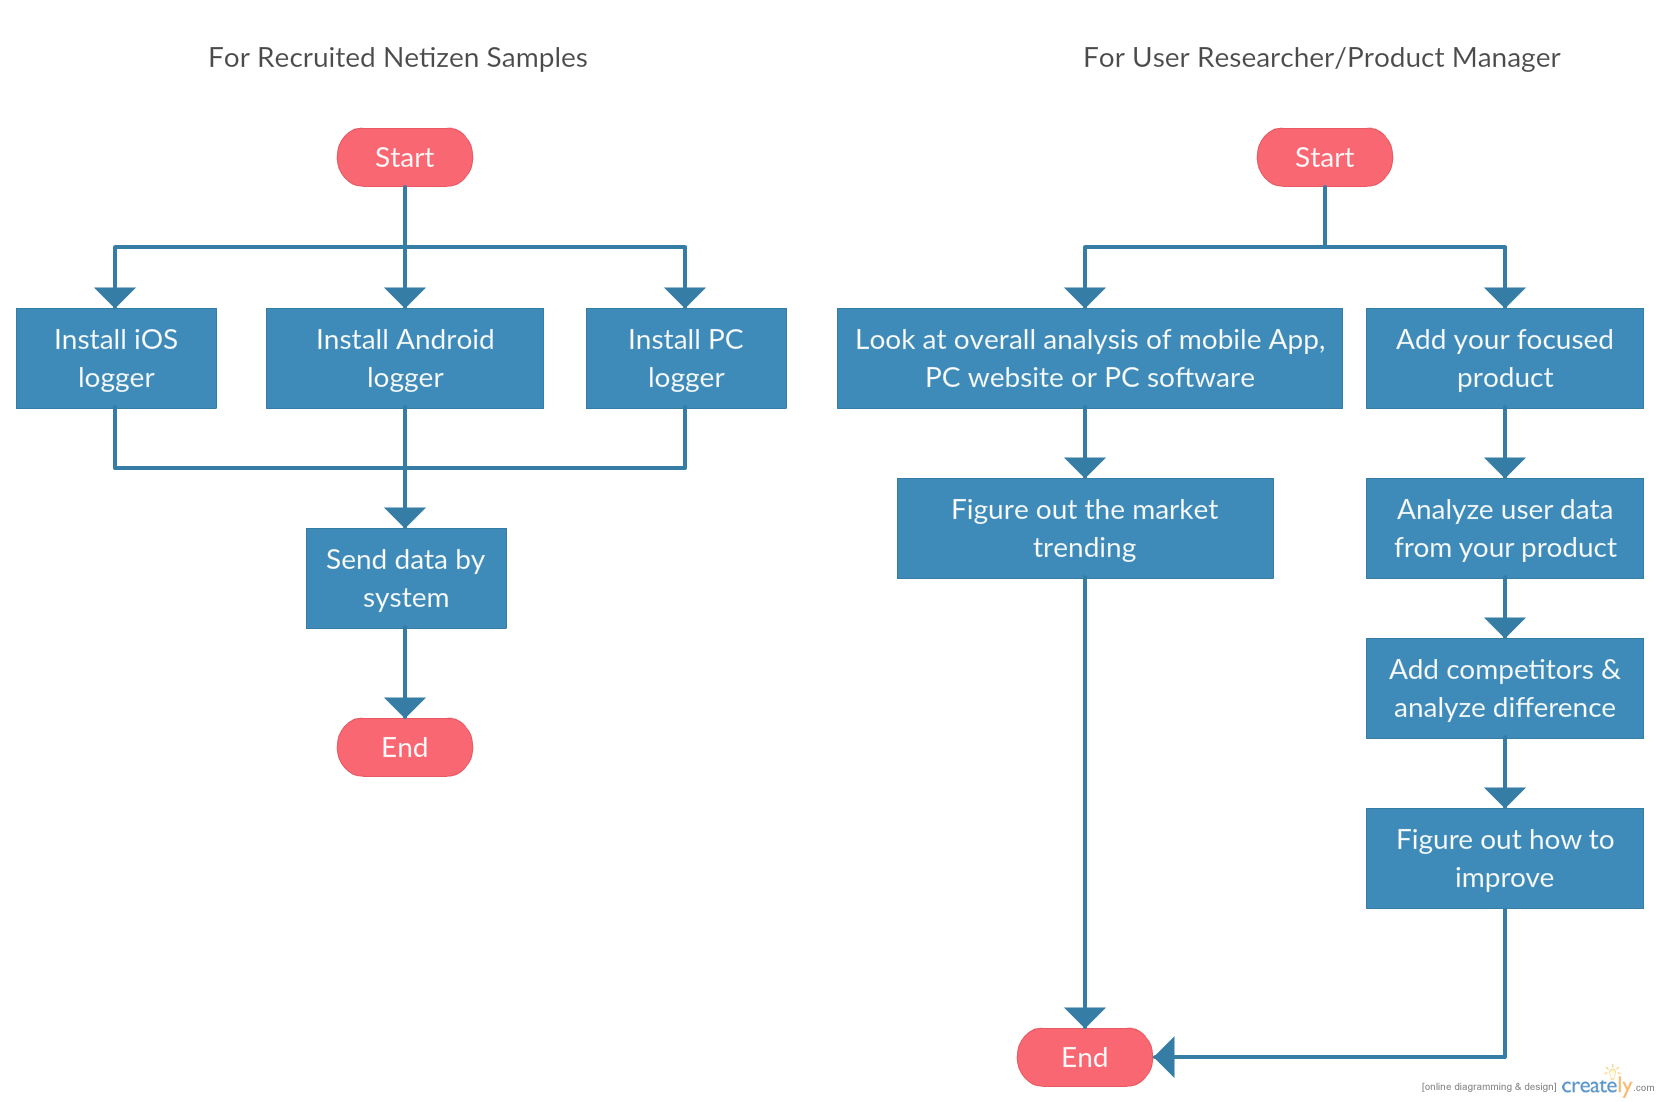 For Recruited Netizen Samples
Start
Install iOS
logger
Install Android
logger
Install PC
logger
Send data by
system
End
For User Researcher/Product Manager
Start
Look at overall analysis of mobile App,
PC website or PC software
Figure out the market
trending
Add your focused
product
Analyze user data
from your product
Add competitors &
analyze difference
Figure out how to
improve
End
[online diagramming & design] creately.com